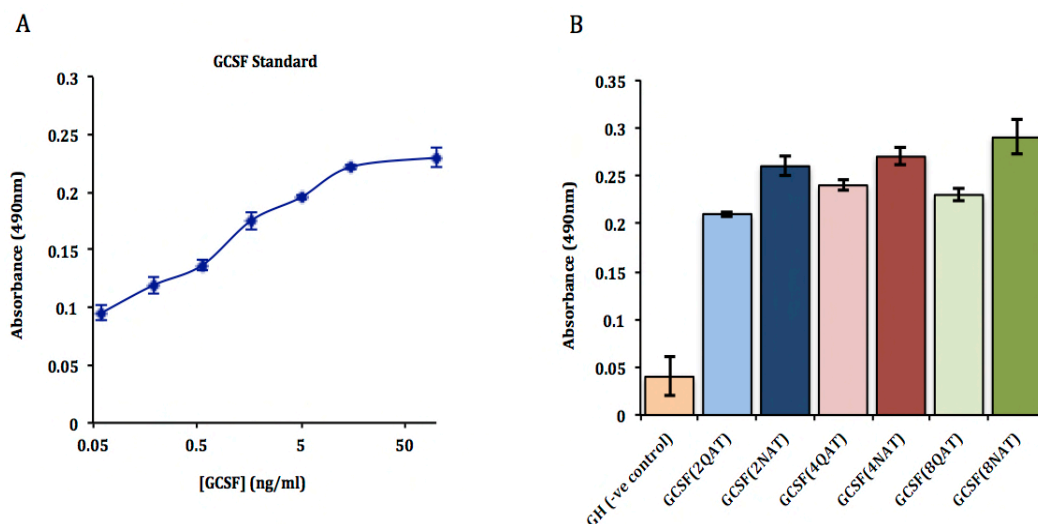 A
GCSF Standard
0.3
0.25
0.2
0.15
0.1
0.05
0
Absorbance (490nm)
0.05 0.5 5 50
[GCSF] (ng/ml)
B
0.35
0.3
0.25
0.2
0.15
0.1
0.05
0
Absorbance (490nm)
GH (-ve control)
GCSF(2QAT)
GCSF(2NAT)
GCSF(4QAT)
GCSF(4NAT)
GCSF(8QAT)
GCSF(8NAT)